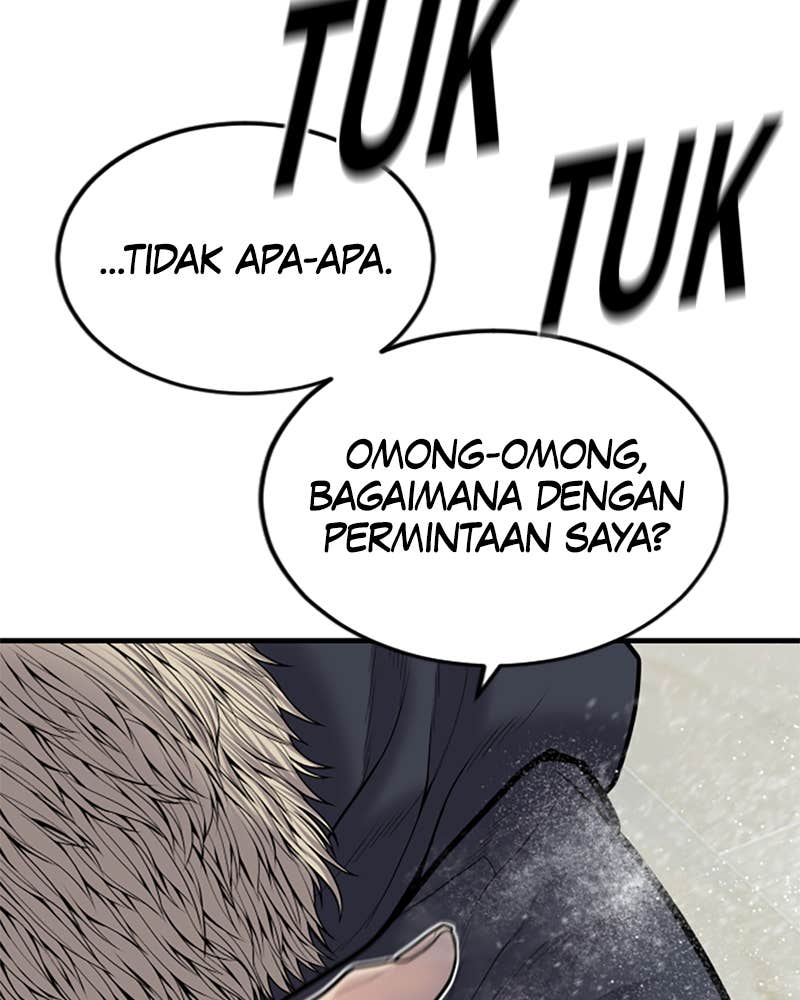 TUK
TUK
...TIDAK APA-APA.
OMONG-OMONG,
BAGAIMANA DENGAN
PERMINTAAN SAYA?